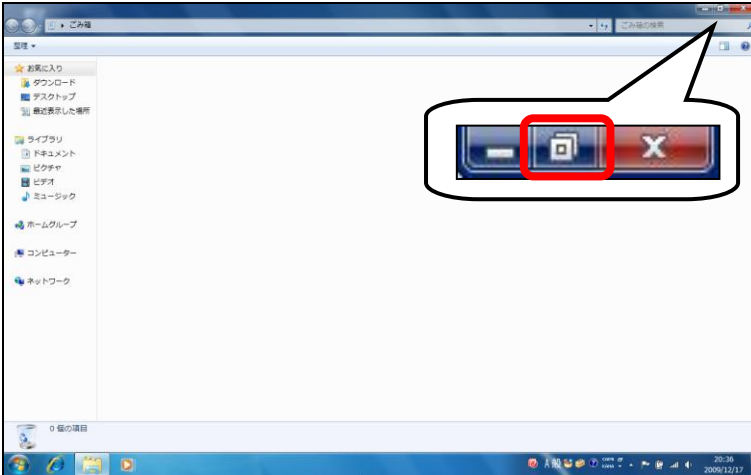 ごみ箱
ごみ箱の検索
整理
お気に入り
ダウンロード
デスクトップ
最近表示した場所
ライブラリ
ドキュメント
ピクチャ
ビデオ
ミュージック
ホームグループ
コンピューター
ネットワーク
0 個の項目
A 般
CAPS
KANA
20:36
2009/12/17